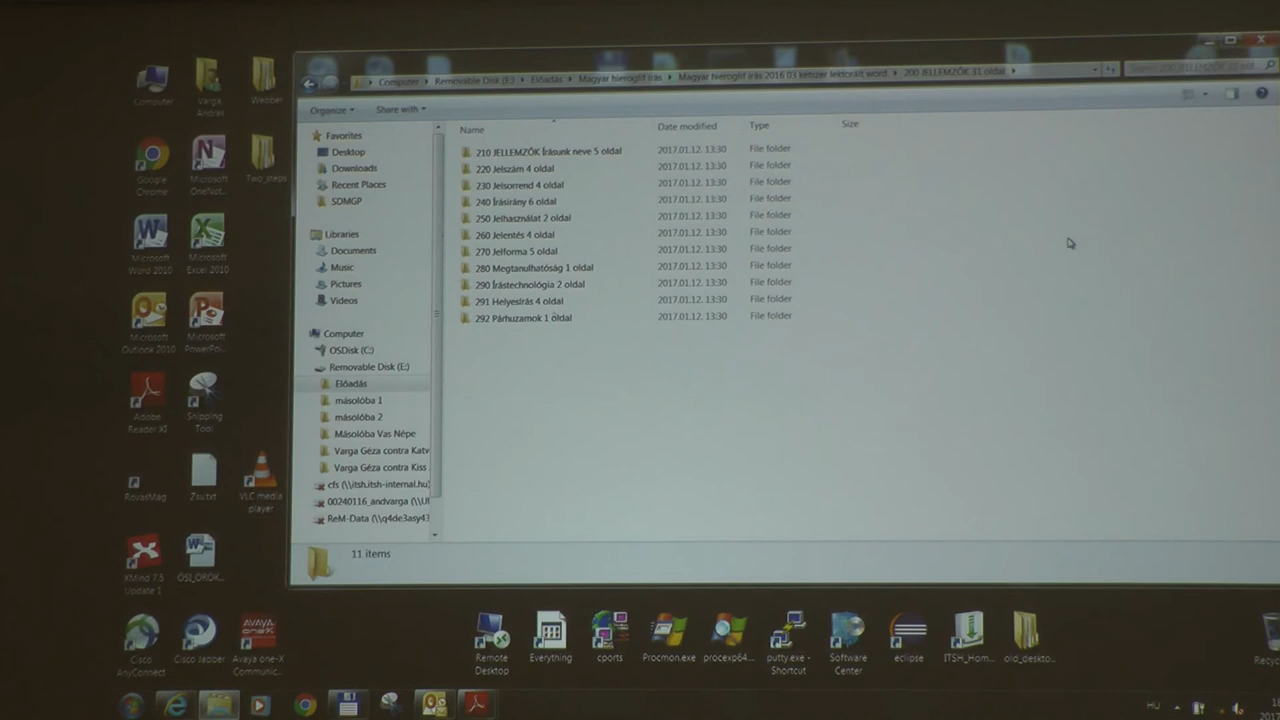 Computer ▸ Removable Disk (E:) ▸ Előadás ▸ Magyar hieroglif írás ▸ Magyar hieroglif írás 2016 03 kétszer lektorált word ▸ 200 JELLEMZŐK 31 oldal ▸
Organize ▾ Share with ▾
Name Date modified Type Size
210 JELLEMZŐK Írásunk neve 5 oldal 2017.01.12. 13:30 File folder
220 Jelszám 4 oldal 2017.01.12. 13:30 File folder
230 Jelsorrend 4 oldal 2017.01.12. 13:30 File folder
240 Írásirány 6 oldal 2017.01.12. 13:30 File folder
250 Jelhasználat 2 oldal 2017.01.12. 13:30 File folder
260 Jelentés 4 oldal 2017.01.12. 13:30 File folder
270 Jelforma 5 oldal 2017.01.12. 13:30 File folder
280 Megtanulhatóság 1 oldal 2017.01.12. 13:30 File folder
290 Írástechnológia 2 oldal 2017.01.12. 13:30 File folder
291 Helyesírás 4 oldal 2017.01.12. 13:30 File folder
292 Párhuzamok 1 oldal 2017.01.12. 13:30 File folder
Favorites
Desktop
Downloads
Recent Places
SDMGP
Libraries
Documents
Music
Pictures
Videos
Computer
OSDisk (C:)
Removable Disk (E:)
Előadás
másolóba 1
másolóba 2
Másolóba Vas Népe
Varga Géza contra Katv
Varga Géza contra Kiss
cfs (\\itsh.itsh-internal.hu)
00240116_andvarga (\\UI
ReM-Data (\\q4de3asy43
11 items
Computer
Varga, Andrei
Webber
Google Chrome
Microsoft OneNot...
Two_steps
Microsoft Word 2010
Microsoft Excel 2010
Microsoft Outlook 2010
Microsoft PowerPoi...
Adobe Reader XI
Snipping Tool
RovasMag
Zsu.txt
VLC media player
XMind 7.5 Update 1
ŐSI_ÖRÖK...
Cisco AnyConnect
Cisco Jabber
Avaya one-X Communic...
Remote Desktop
Everything
cports
Procmon.exe
procexp64...
putty.exe - Shortcut
Software Center
eclipse
ITSH_Hom...
old_deskto...
Recyc
HU